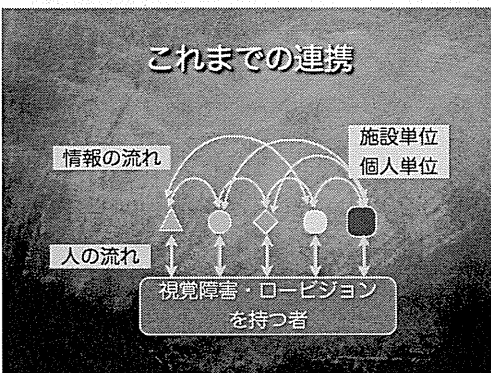 これまでの連携
情報の流れ
施設単位
個人単位
人の流れ
視覚障害・ロービジョン
を持つ者